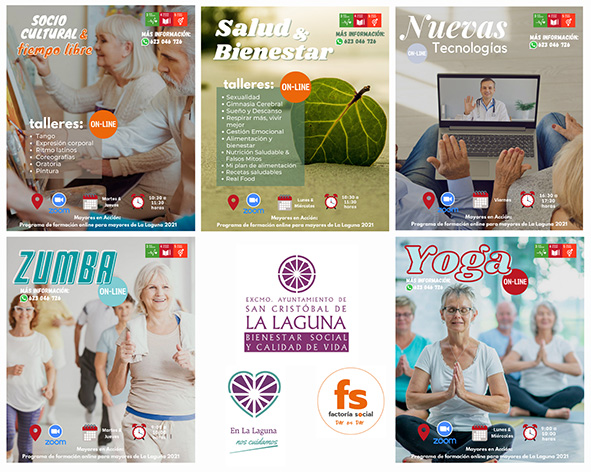 SOCIO
CULTURAL &
tiempo libro
MÁS INFORMACIÓN:
623 046 726
talleres:
ON-LINE
• Tango
• Expresión corporal
• Ritmo latinos
• Coreografías
• Oratoria
• Pintura
zoom
Martes &
Jueves
10:30 a
11:30
horas
Mayores en Acción:
Programa de formación online para mayores de La Laguna 2021
Salud &
Bienestar
MÁS INFORMACIÓN:
623 046 726
talleres:
ON-LINE
• Sexualidad
• Gimnasia Cerebral
• Sueño y Descanso
• Respirar más, vivir
mejor
• Gestión Emocional
• Alimentación y
bienestar
• Nutrición Saludable &
Falsos Mitos
• Mi plan de alimentación
• Recetas saludables
• Real Food
zoom
Lunes &
Miércoles
10:30 a
11:30
horas
Mayores en Acción:
Programa de formación online para mayores de La Laguna 2021
Nuevas
Tecnologías
MÁS INFORMACIÓN:
623 046 726
ON-LINE
zoom
Viernes
16:30 a
17:30
horas
Mayores en Acción:
Programa de formación online para mayores de La Laguna 2021
ZUMBA
MÁS INFORMACIÓN:
623 046 726
ON-LINE
zoom
Martes &
Jueves
horas
Mayores en Acción:
Programa de formación online para mayores de La Laguna 2021
EXCMO. AYUNTAMIENTO DE
SAN CRISTÓBAL DE
LA LAGUNA
BIENESTAR SOCIAL
Y CALIDAD DE VIDA
En La Laguna
nos cuidamos
fs
factoría social
Yoga
MÁS INFORMACIÓN:
623 046 726
ON-LINE
zoom
Lunes &
Miércoles
9:00 a
10:00
horas
Mayores en Acción:
Programa de formación online para mayores de La Laguna 2021